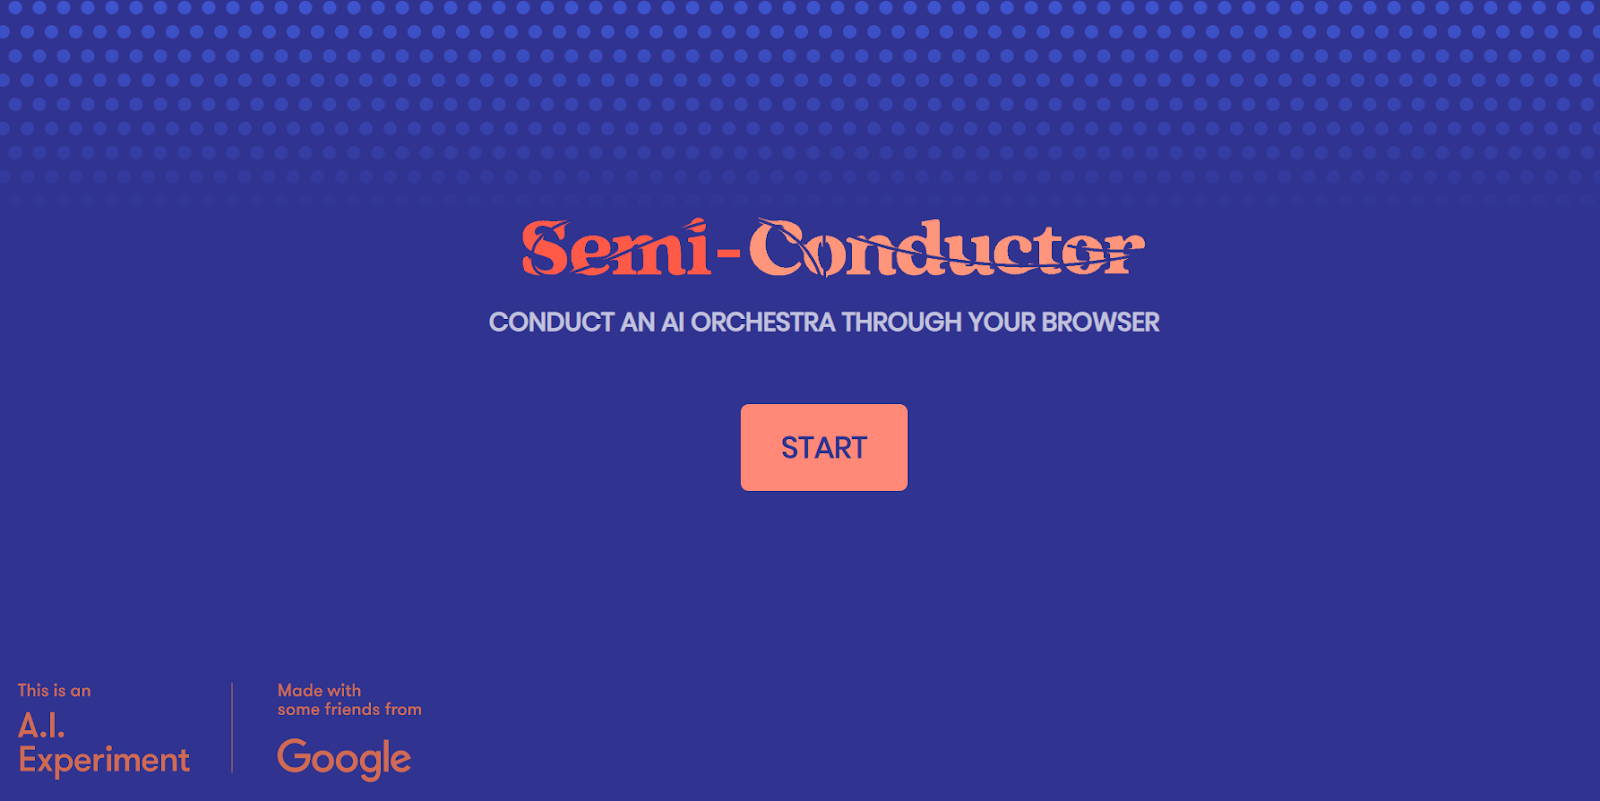 Semi-Conductor
CONDUCT AN AI ORCHESTRA THROUGH YOUR BROWSER
START
This is an
A.I.
Experiment
Made with
some friends from
Google